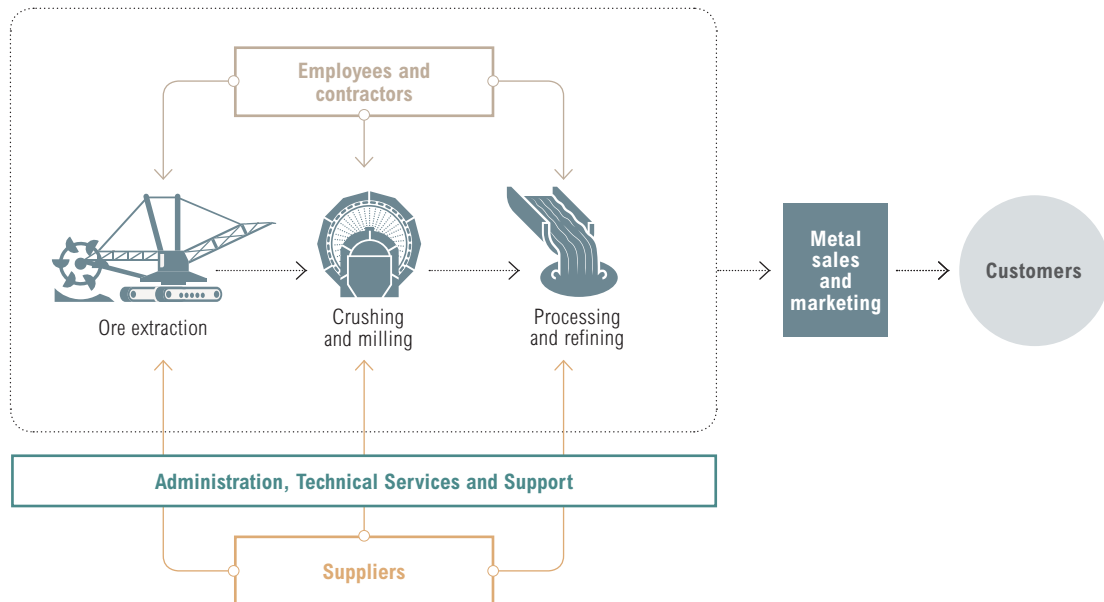 Employees and
contractors
Ore extraction
Crushing
and milling
Processing
and refining
Metal
sales
and
marketing
Customers
Administration, Technical Services and Support
Suppliers